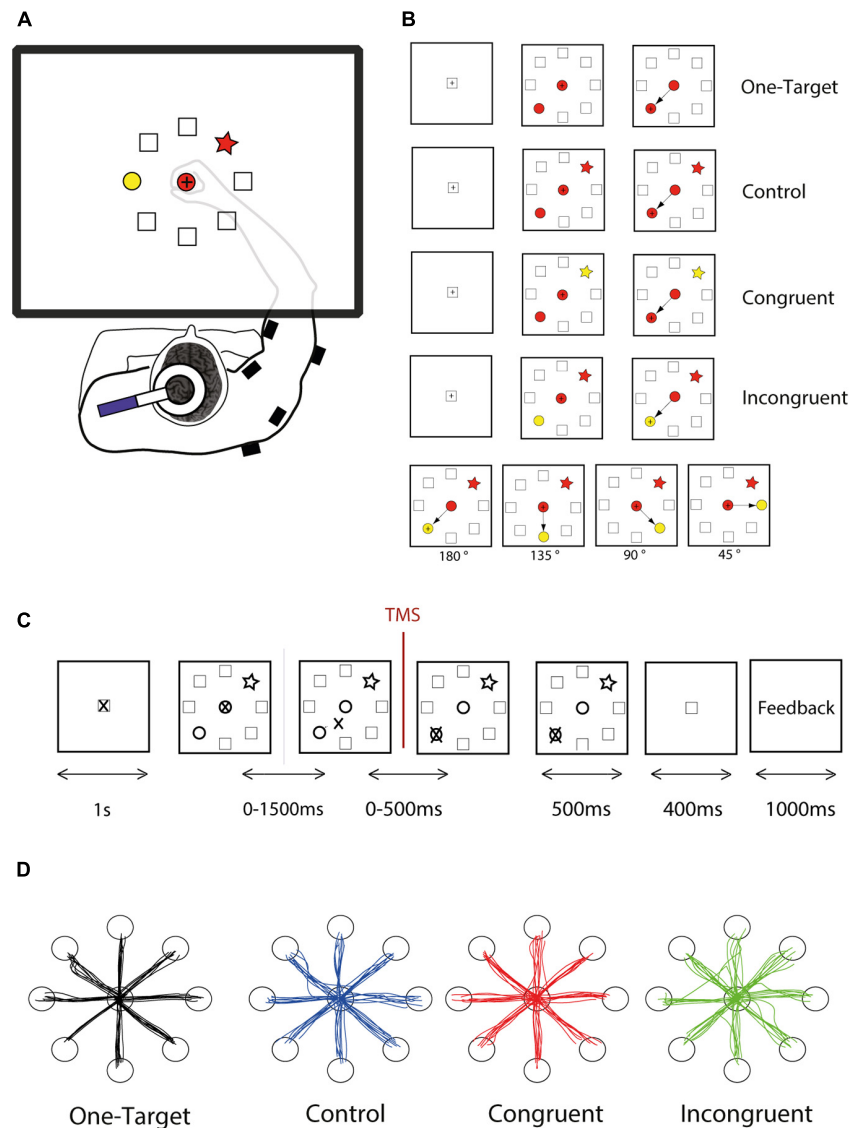 A
B
One-Target
Control
Congruent
Incongruent
180 °
135 °
90 °
45 °
C
TMS
Feedback
1s
0-1500ms
0-500ms
500ms
400ms
1000ms
D
One-Target
Control
Congruent
Incongruent